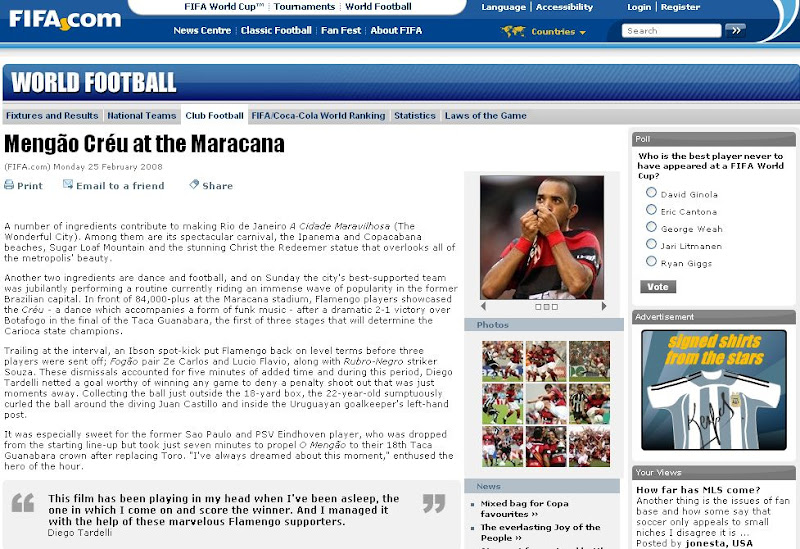 FIFA World Cup™ Tournaments World Football
Language Accessibility Login Register
FIFA.com
News Centre Classic Football Fan Fest About FIFA
Countries
Search
WORLD FOOTBALL
Fixtures and Results National Teams Club Football FIFA/Coca-Cola World Ranking Statistics Laws of the Game
Mengão Créu at the Maracana
(FIFA.com) Monday 25 February 2008
Print Email to a friend Share
A number of ingredients contribute to making Rio de Janeiro A Cidade Maravilhosa (The
Wonderful City). Among them are its spectacular carnival, the Ipanema and Copacabana
beaches, Sugar Loaf Mountain and the stunning Christ the Redeemer statue that overlooks all of
the metropolis' beauty.
Another two ingredients are dance and football, and on Sunday the city's best-supported team
was jubilantly performing a routine currently riding an immense wave of popularity in the former
Brazilian capital. In front of 84,000-plus at the Maracana stadium, Flamengo players showcased
the Créu - a dance which accompanies a form of funk music - after a dramatic 2-1 victory over
Botafogo in the final of the Taca Guanabara, the first of three stages that will determine the
Carioca state champions.
Trailing at the interval, an Ibson spot-kick put Flamengo back on level terms before three
players were sent off; Fogão pair Ze Carlos and Lucio Flavio, along with Rubro-Negro striker
Souza. These dismissals accounted for five minutes of added time and during this period, Diego
Tardelli netted a goal worthy of winning any game to deny a penalty shoot out that was just
moments away. Collecting the ball just outside the 18-yard box, the 22-year-old sumptuously
curled the ball around the diving Juan Castillo and inside the Uruguayan goalkeeper's left-hand
post.
It was especially sweet for the former Sao Paulo and PSV Eindhoven player, who was dropped
from the starting line-up but took just seven minutes to propel O Mengão to their 18th Taca
Guanabara crown after replacing Toro. "I've always dreamed about this moment," enthused the
hero of the hour.
This film has been playing in my head when I've been asleep, the
one in which I come on and score the winner. And I managed it
with the help of these marvelous Flamengo supporters.
Diego Tardelli
Photos
News
Mixed bag for Copa
favourites ››
The everlasting Joy of the
People ››
Poll
Who is the best player never to
have appeared at a FIFA World
Cup?
David Ginola
Eric Cantona
George Weah
Jari Litmanen
Ryan Giggs
Vote
Advertisement
signed shirts
from the stars
Your Views
How far has MLS come?
Another thing is the issues of fan
base and how some say that
soccer only appeals to small
niches I disagree it is ...
Posted by jonesta, USA